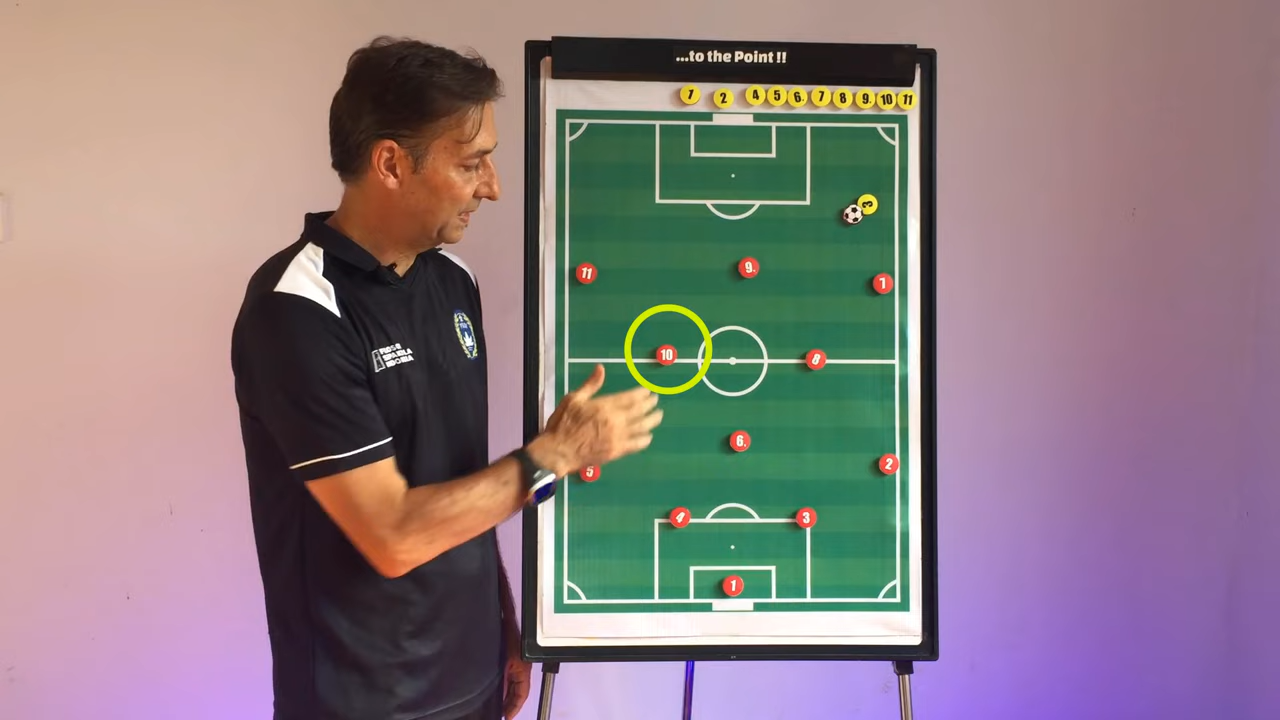 ...to the Point !!
1 2 4 5 6. 7 8 9. 10 11
3
11 9. 7
10 8
6.
5 2
4 3
1